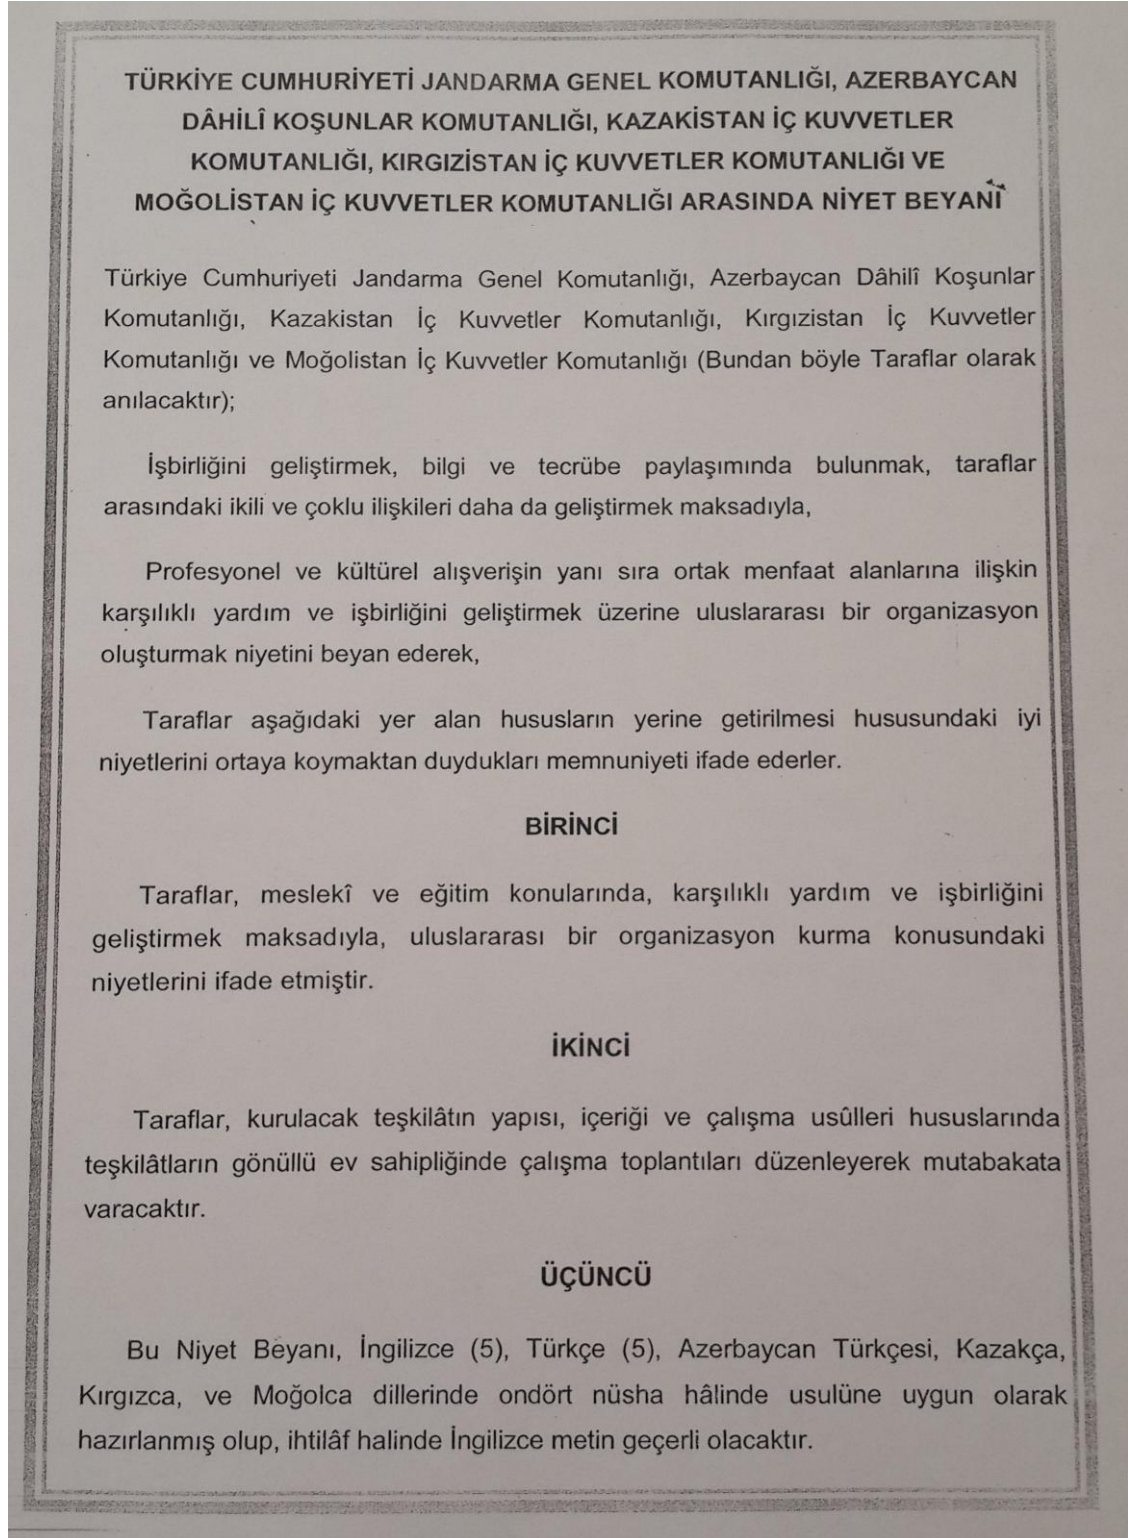 TÜRKİYE CUMHURİYETİ JANDARMA GENEL KOMUTANLIĞI, AZERBAYCAN
DÂHİLÎ KOŞUNLAR KOMUTANLIĞI, KAZAKİSTAN İÇ KUVVETLER
KOMUTANLIĞI, KIRGIZİSTAN İÇ KUVVETLER KOMUTANLIĞI VE
MOĞOLİSTAN İÇ KUVVETLER KOMUTANLIĞI ARASINDA NİYET BEYANI
Türkiye Cumhuriyeti Jandarma Genel Komutanlığı, Azerbaycan Dâhilî Koşunlar
Komutanlığı, Kazakistan İç Kuvvetler Komutanlığı, Kırgızistan İç Kuvvetler
Komutanlığı ve Moğolistan İç Kuvvetler Komutanlığı (Bundan böyle Taraflar olarak
anılacaktır);
İşbirliğini geliştirmek, bilgi ve tecrübe paylaşımında bulunmak, taraflar
arasındaki ikili ve çoklu ilişkileri daha da geliştirmek maksadıyla,
Profesyonel ve kültürel alışverişin yanı sıra ortak menfaat alanlarına ilişkin
karşılıklı yardım ve işbirliğini geliştirmek üzerine uluslararası bir organizasyon
oluşturmak niyetini beyan ederek,
Taraflar aşağıdaki yer alan hususların yerine getirilmesi hususundaki iyi
niyetlerini ortaya koymaktan duydukları memnuniyeti ifade ederler.
BİRİNCİ
Taraflar, meslekî ve eğitim konularında, karşılıklı yardım ve işbirliğini
geliştirmek maksadıyla, uluslararası bir organizasyon kurma konusundaki
niyetlerini ifade etmiştir.
İKİNCİ
Taraflar, kurulacak teşkilâtın yapısı, içeriği ve çalışma usûlleri hususlarında
teşkilâtların gönüllü ev sahipliğinde çalışma toplantıları düzenleyerek mutabakata
varacaktır.
ÜÇÜNCÜ
Bu Niyet Beyanı, İngilizce (5), Türkçe (5), Azerbaycan Türkçesi, Kazakça,
Kırgızca, ve Moğolca dillerinde ondört nüsha hâlinde usulüne uygun olarak
hazırlanmış olup, ihtilâf halinde İngilizce metin geçerli olacaktır.